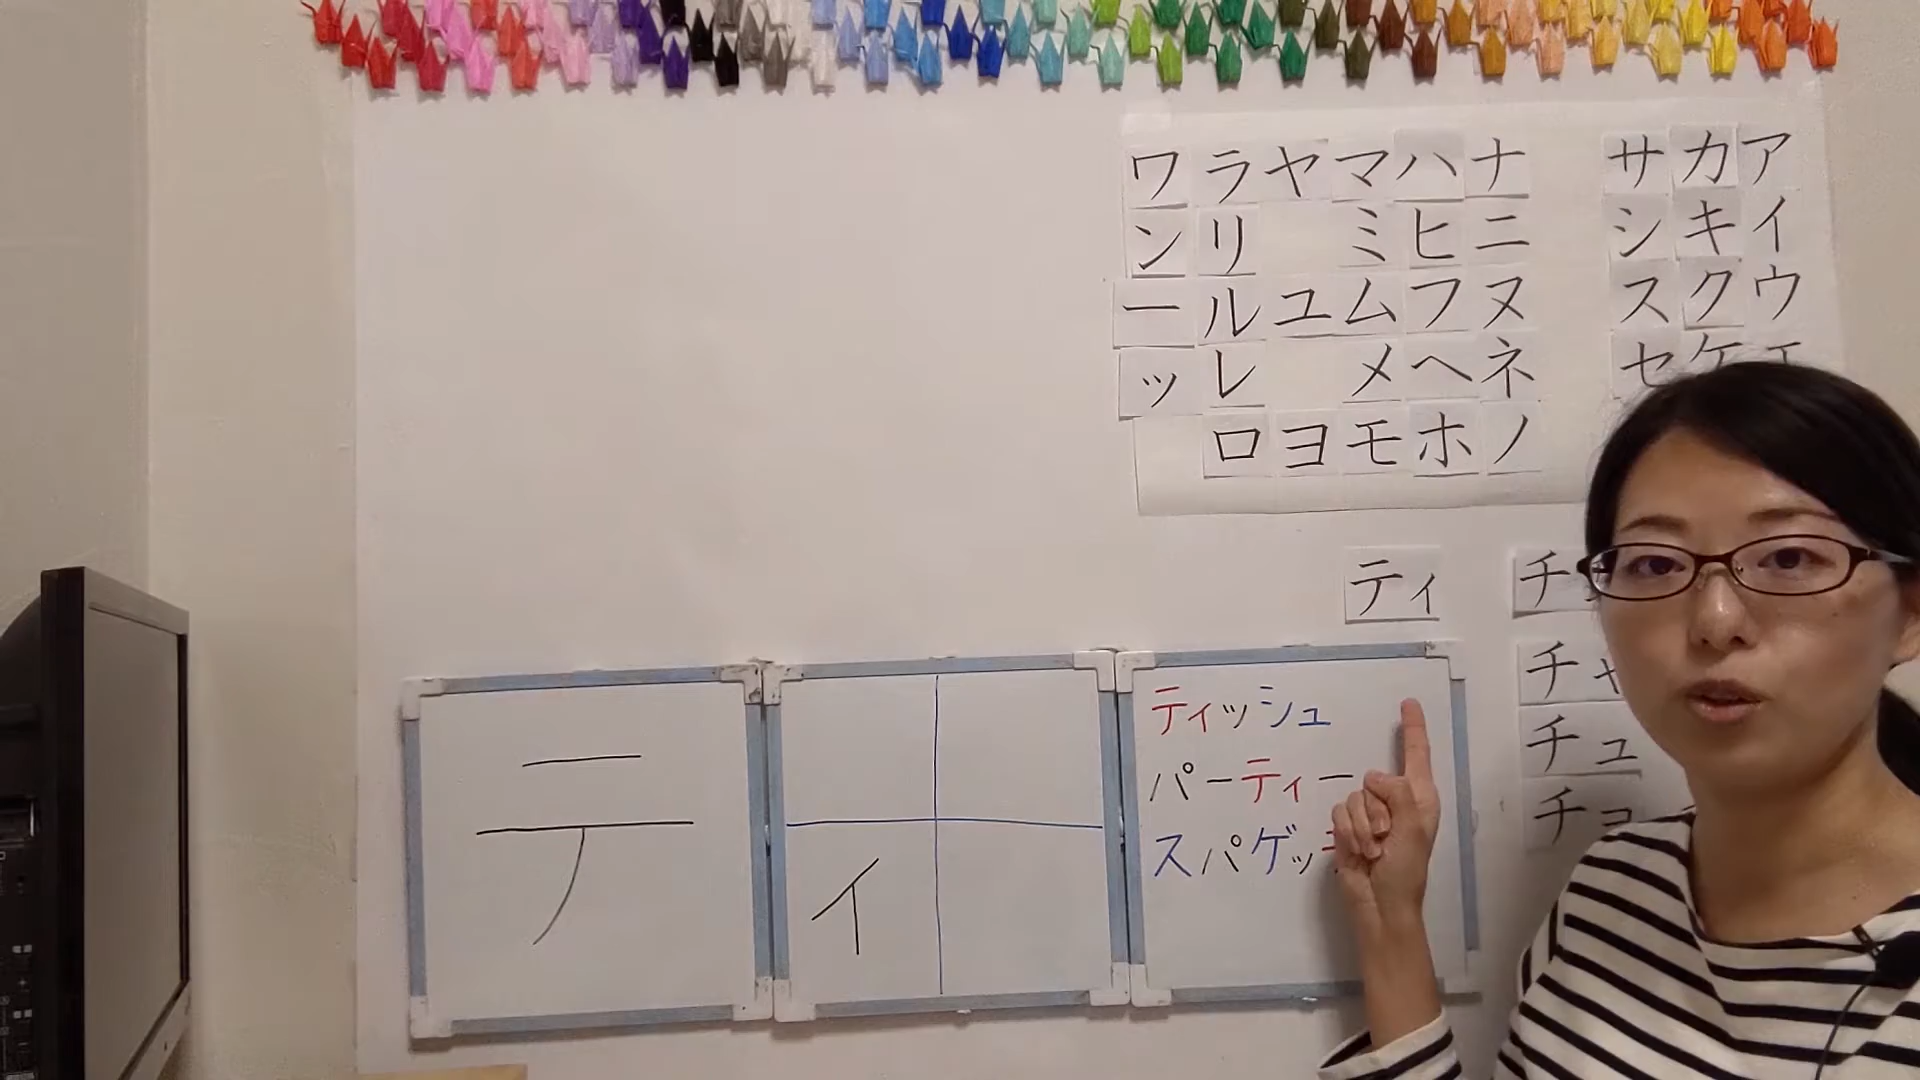 ワ ラ ヤ マ ハ ナ サ カ ア
ン リ ミ ヒ ニ シ キ イ
ー ル ユ ム フ ヌ ス ク ウ
ッ レ メ ヘ ネ セ ケ エ
ロ ヨ モ ホ ノ
ティ チ
チャ
チュ
チョ
テ
ィ
ティッシュ
パーティー
スパゲッ